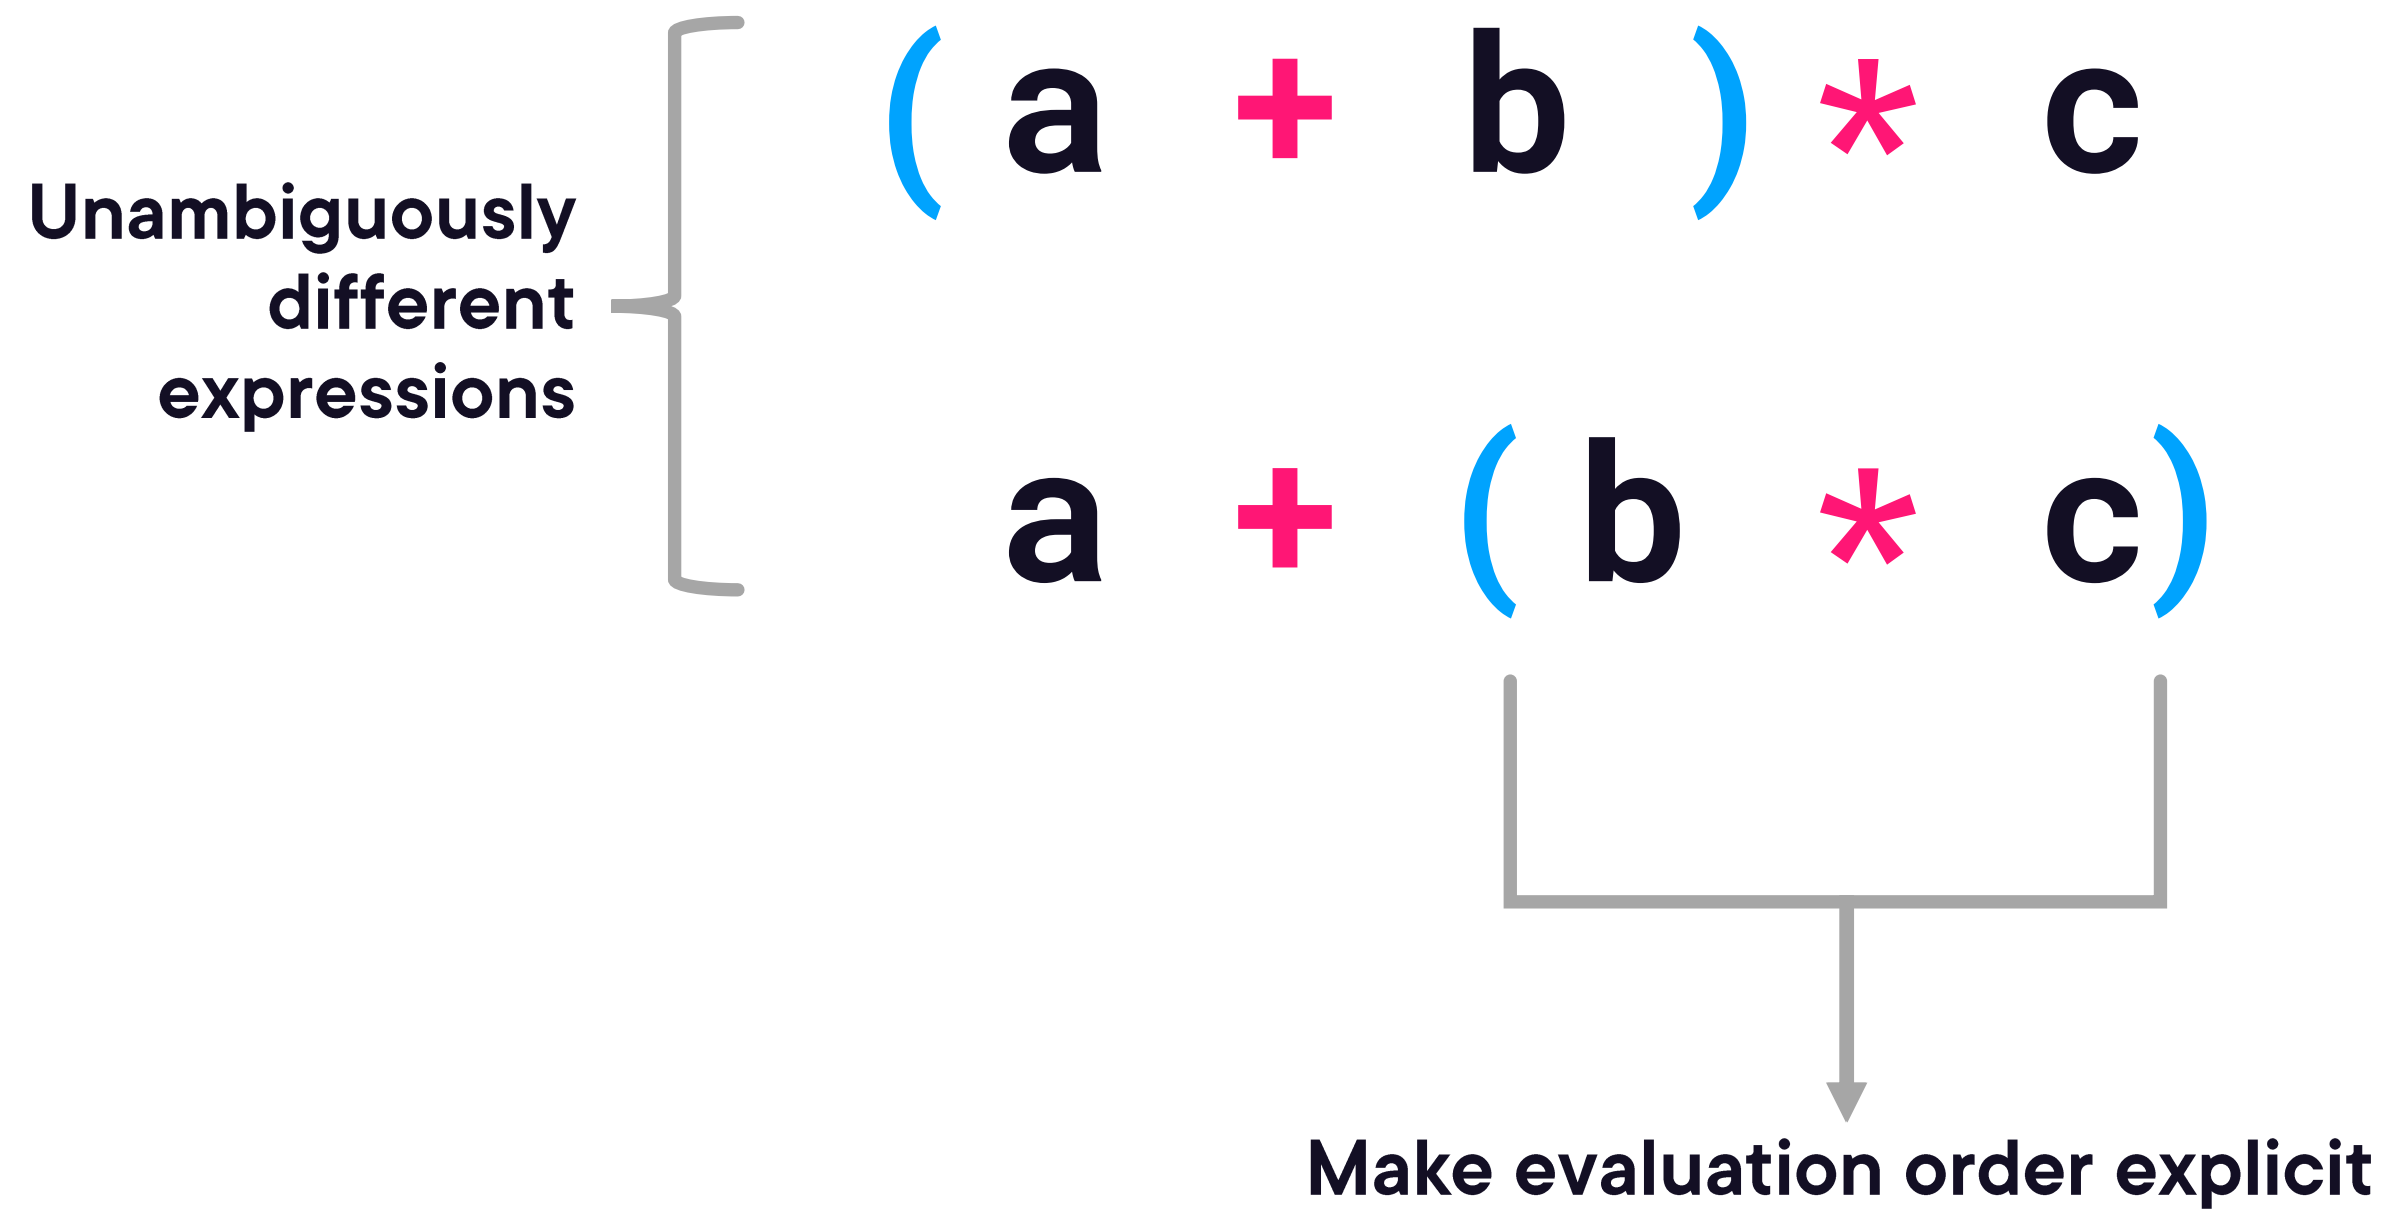 ( a + b ) * c
Unambiguously
different
expressions
a + ( b * c)
Make evaluation order explicit